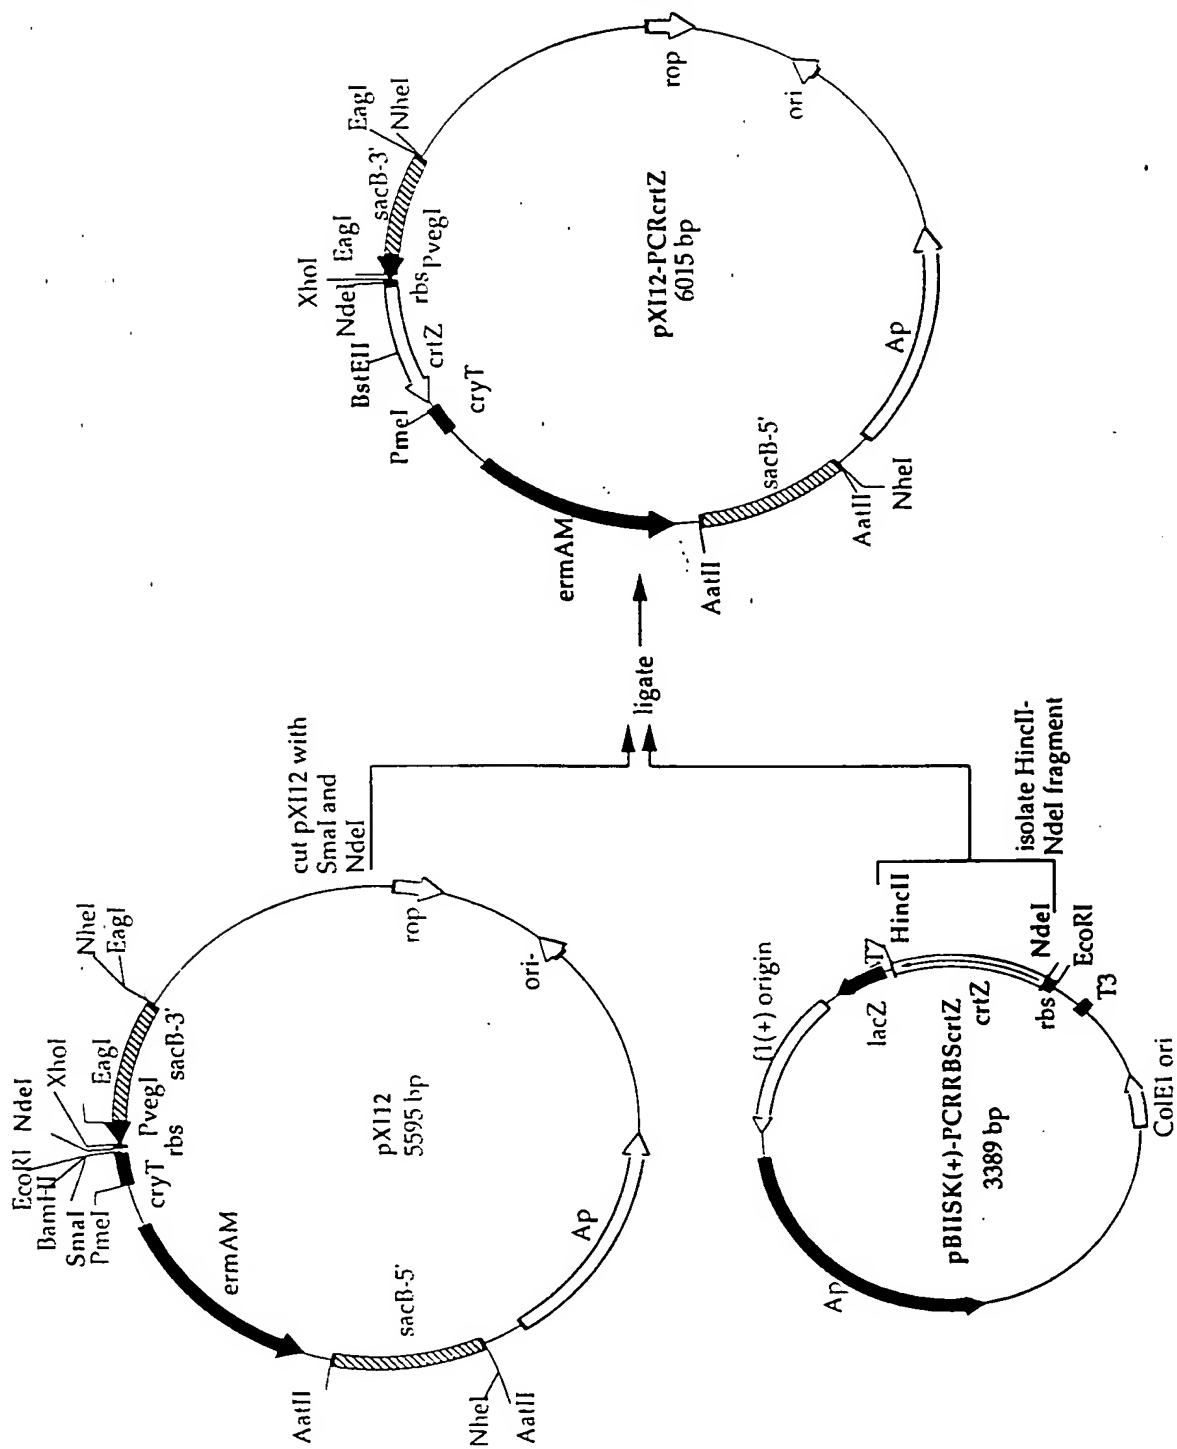 EcoRI
NdeI
BamHI
XhoI
SmaI
EagI
PmeI
NheI
EagI
cryT
rbs
PvegI
sacB-3'
ermAM
pXI12
5595 bp
rop
ori-
AatII
sacB-5'
Ap
NheI
AatII
cut pXI12 with
SmaI and
NdeI
f1(+) origin
lacZ
HincII
Ap
pBIISK(+)-PCRRBScrtZ
3389 bp
crtZ
rbs
NdeI
EcoRI
T3
ColE1 ori
isolate HincII-
NdeI fragment
ligate
XhoI
NdeI
EagI
BstEII
PmeI
EagI
NheI
sacB-3'
rbs
PvegI
crtZ
cryT
ermAM
pXI12-PCRcrtZ
6015 bp
rop
ori
AatII
sacB-5'
Ap
AatII
NheI